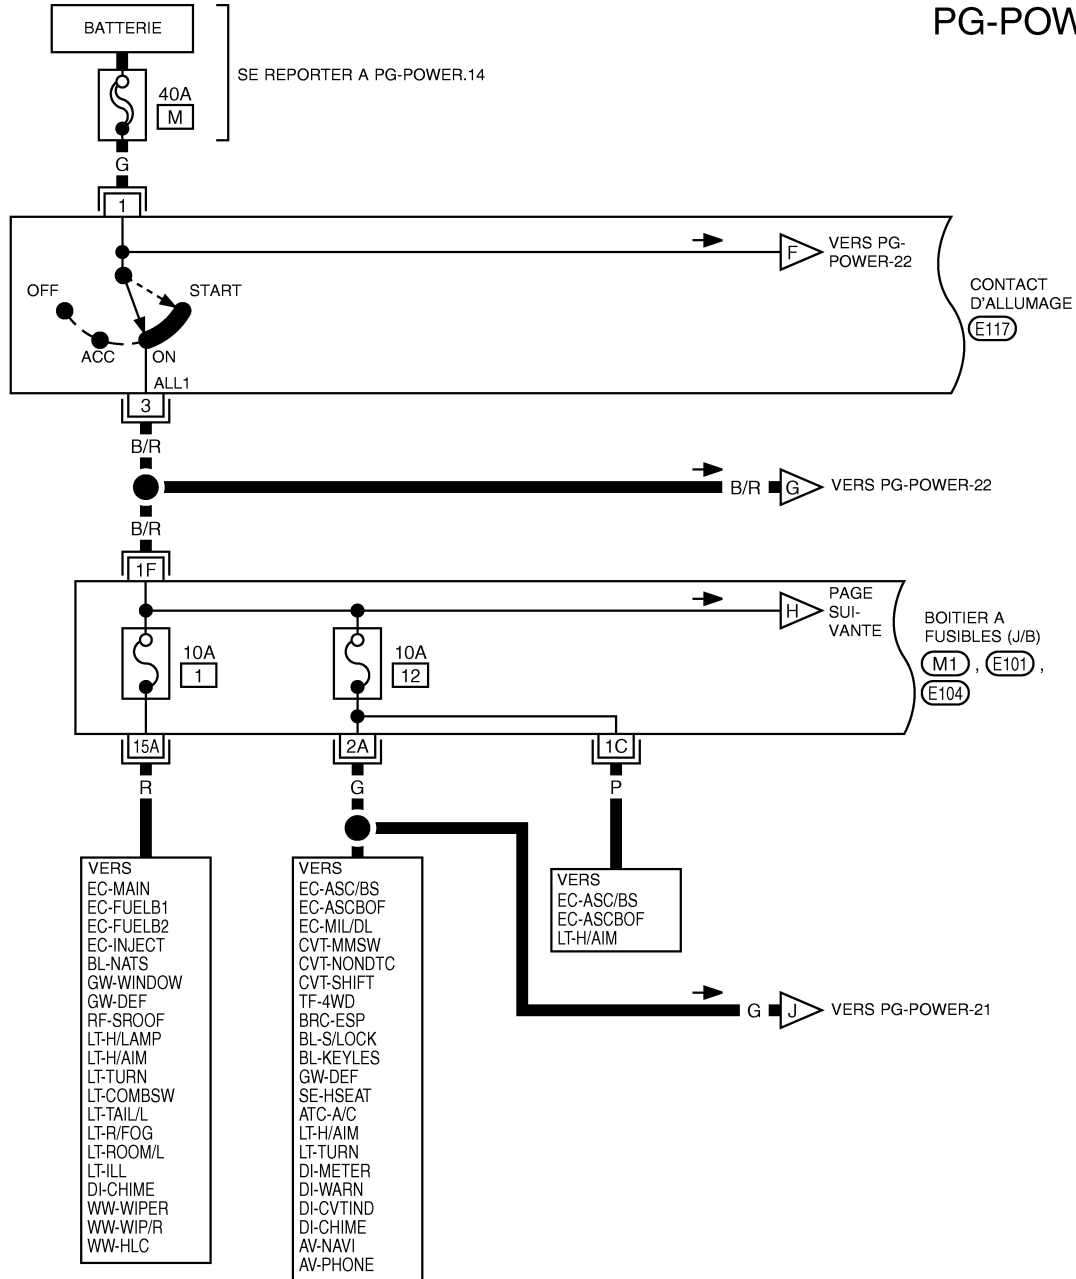 PG-POW
BATTERIE
SE REPORTER A PG-POWER.14
40A
M
G
1
F
VERS PG-
POWER-22
OFF
START
ACC
ON
ALL1
CONTACT
D'ALLUMAGE
E117
3
B/R
B/R
G
VERS PG-POWER-22
B/R
1F
H
PAGE
SUI-
VANTE
10A
1
10A
12
BOITIER A
FUSIBLES (J/B)
M1 , E101 ,
E104
15A
2A
1C
R
G
P
VERS
EC-MAIN
EC-FUELB1
EC-FUELB2
EC-INJECT
BL-NATS
GW-WINDOW
GW-DEF
RF-SROOF
LT-H/LAMP
LT-H/AIM
LT-TURN
LT-COMBSW
LT-TAIL/L
LT-R/FOG
LT-ROOM/L
LT-ILL
DI-CHIME
WW-WIPER
WW-WIP/R
WW-HLC
VERS
EC-ASC/BS
EC-ASCBOF
EC-MIL/DL
CVT-MMSW
CVT-NONDTC
CVT-SHIFT
TF-4WD
BRC-ESP
BL-S/LOCK
BL-KEYLES
GW-DEF
SE-HSEAT
ATC-A/C
LT-H/AIM
LT-TURN
DI-METER
DI-WARN
DI-CVTIND
DI-CHIME
AV-NAVI
AV-PHONE
VERS
EC-ASC/BS
EC-ASCBOF
LT-H/AIM
G
J
VERS PG-POWER-21